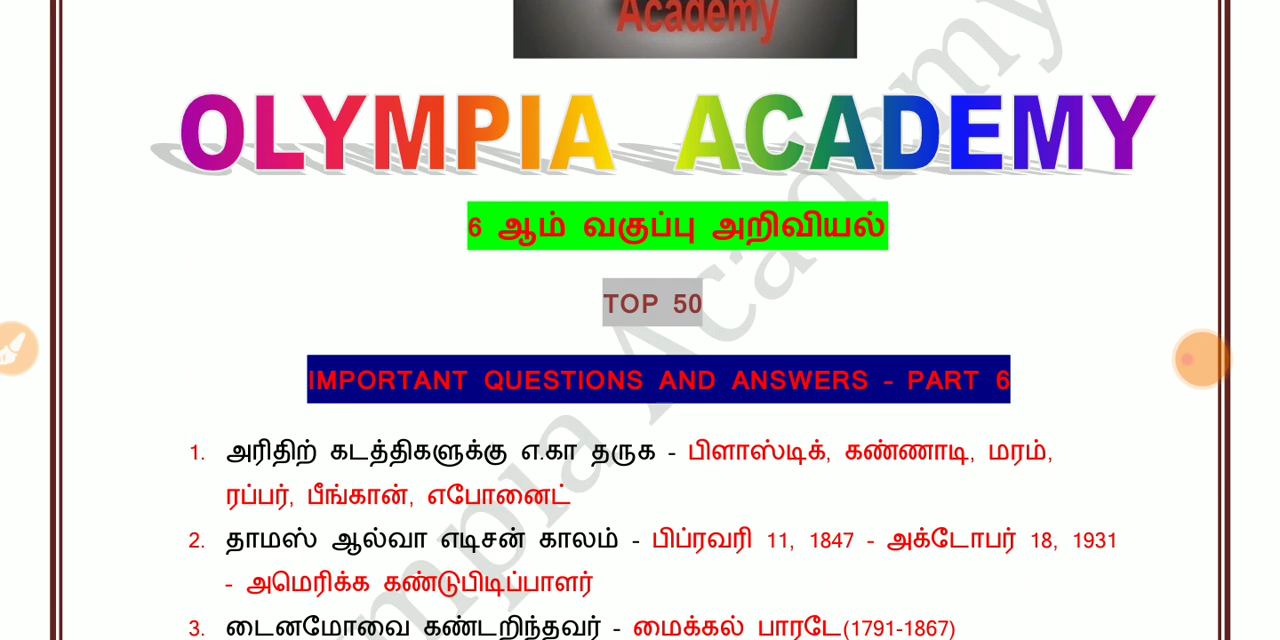 Academy
OLYMPIA ACADEMY
6 ஆம் வகுப்பு அறிவியல்
TOP 50
IMPORTANT QUESTIONS AND ANSWERS - PART 6
1. அரிதிற் கடத்திகளுக்கு எ.கா தருக - பிளாஸ்டிக், கண்ணாடி, மரம்,
ரப்பர், பீங்கான், எபோனைட்
2. தாமஸ் ஆல்வா எடிசன் காலம் - பிப்ரவரி 11, 1847 - அக்டோபர் 18, 1931
- அமெரிக்க கண்டுபிடிப்பாளர்
3. டைனமோவை கண்டறிந்தவர் - மைக்கல் பாரடே(1791-1867)
mpia Academy